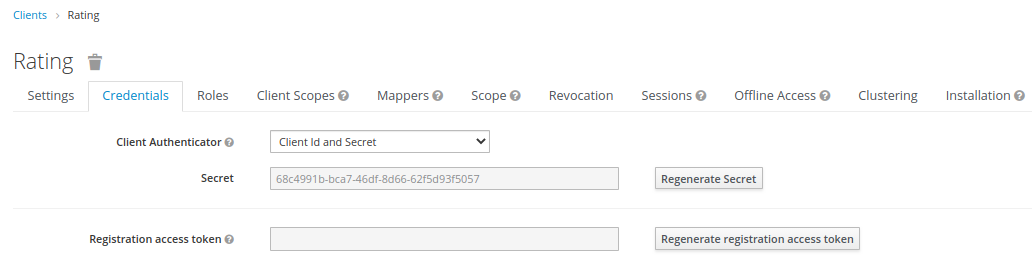 Clients > Rating
Rating
Settings Credentials Roles Client Scopes ? Mappers ? Scope ? Revocation Sessions ? Offline Access ? Clustering Installation ?
Client Authenticator ? Client Id and Secret
Secret 68c4991b-bca7-46df-8d66-62f5d93f5057 Regenerate Secret
Registration access token ? Regenerate registration access token